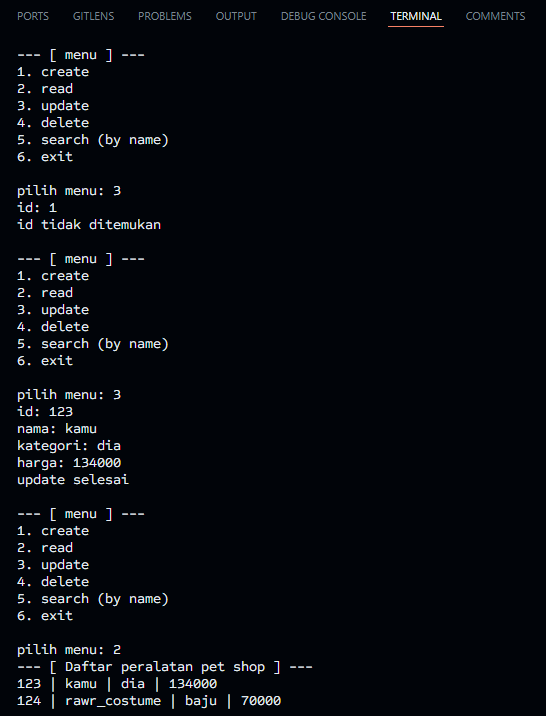 PORTS GITLENS PROBLEMS OUTPUT DEBUG CONSOLE TERMINAL COMMENTS
--- [ menu ] ---
1. create
2. read
3. update
4. delete
5. search (by name)
6. exit
pilih menu: 3
id: 1
id tidak ditemukan
--- [ menu ] ---
1. create
2. read
3. update
4. delete
5. search (by name)
6. exit
pilih menu: 3
id: 123
nama: kamu
kategori: dia
harga: 134000
update selesai
--- [ menu ] ---
1. create
2. read
3. update
4. delete
5. search (by name)
6. exit
pilih menu: 2
--- [ Daftar peralatan pet shop ] ---
123 | kamu | dia | 134000
124 | rawr_costume | baju | 70000